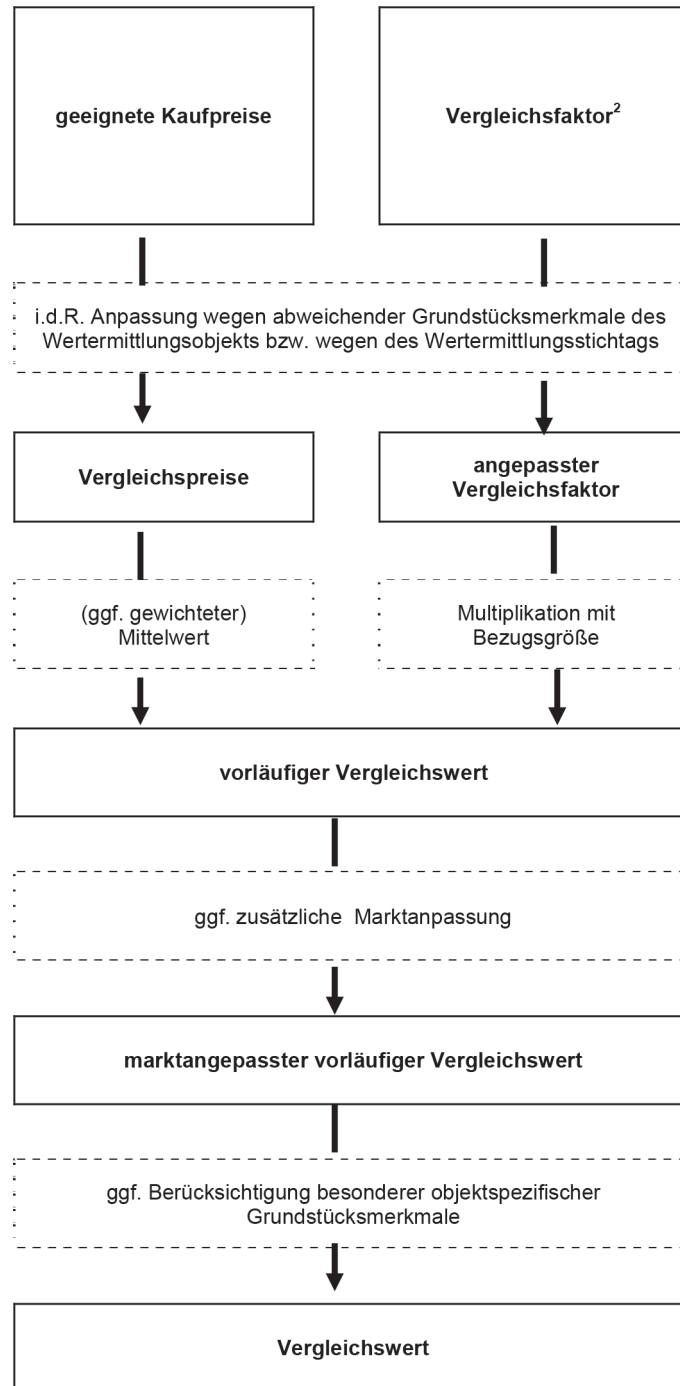 geeignete Kaufpreise
Vergleichsfaktor²
i.d.R. Anpassung wegen abweichender Grundstücksmerkmale des
Wertermittlungsobjekts bzw. wegen des Wertermittlungsstichtags
Vergleichspreise
angepasster
Vergleichsfaktor
(ggf. gewichteter)
Mittelwert
Multiplikation mit
Bezugsgröße
vorläufiger Vergleichswert
ggf. zusätzliche Marktanpassung
marktangepasster vorläufiger Vergleichswert
ggf. Berücksichtigung besonderer objektspezifischer
Grundstücksmerkmale
Vergleichswert